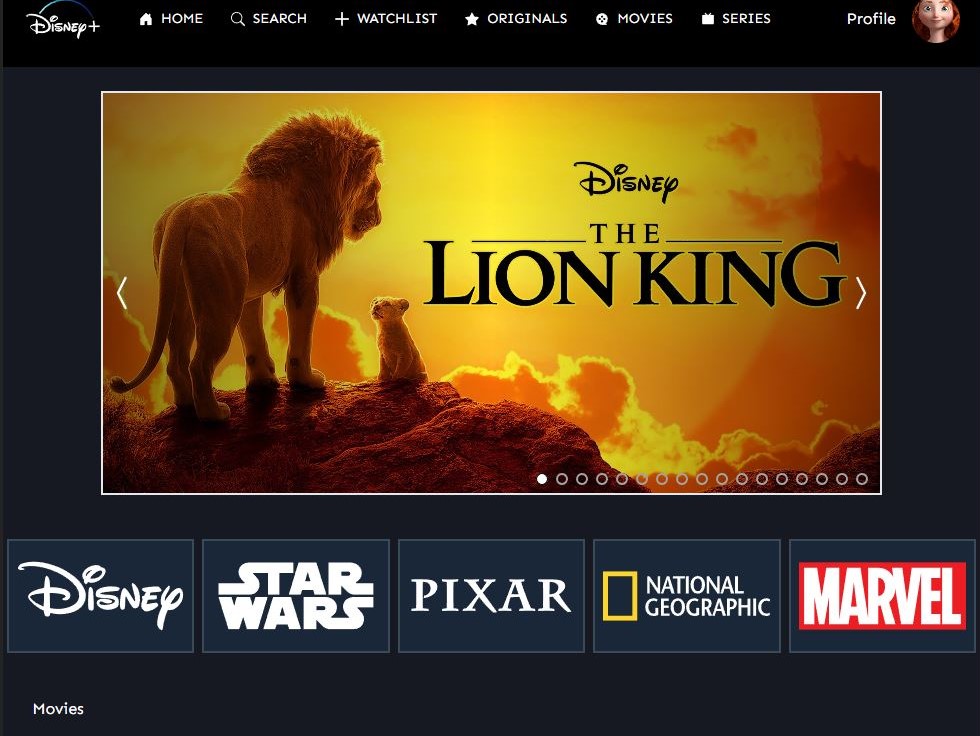 Disney+
HOME
SEARCH
WATCHLIST
ORIGINALS
MOVIES
SERIES
Profile
Disney
THE
LION KING
Disney
STAR
WARS
PIXAR
NATIONAL
GEOGRAPHIC
MARVEL
Movies